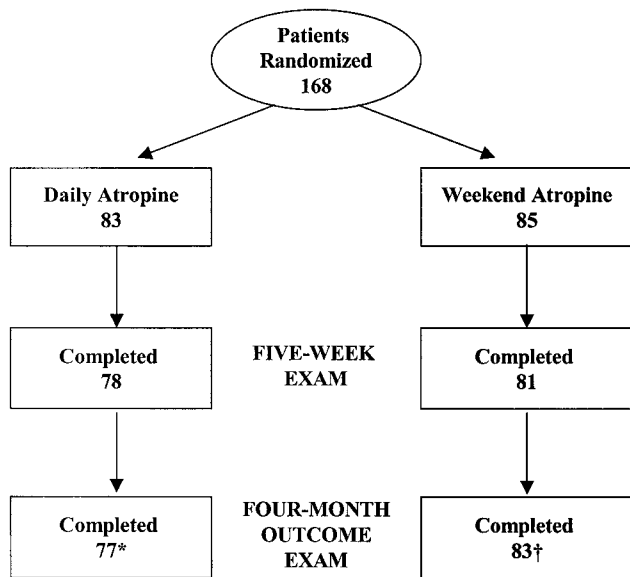 Patients
Randomized
168
Daily Atropine
83
Weekend Atropine
85
Completed
78
FIVE-WEEK
EXAM
Completed
81
Completed
77*
FOUR-MONTH
OUTCOME
EXAM
Completed
83†